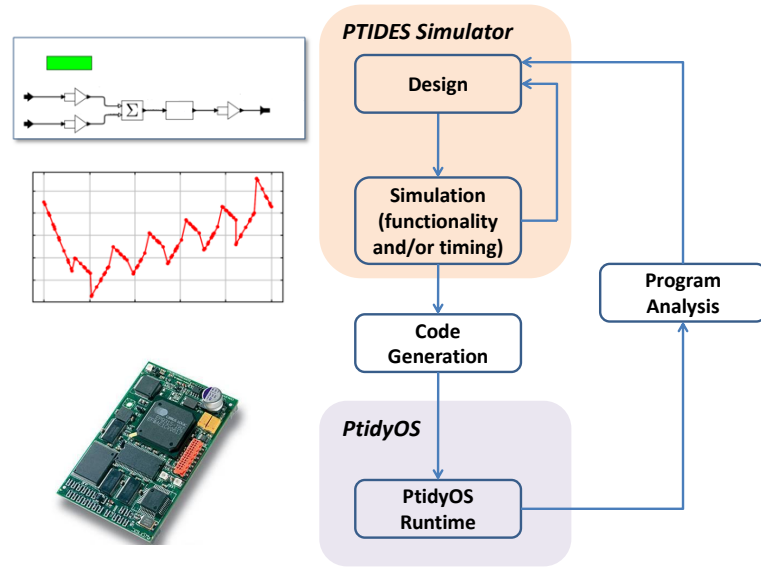 PTIDES Simulator
Design
Σ
Simulation
(functionality
and/or timing)
Program
Analysis
Code
Generation
PtidyOS
PtidyOS
Runtime